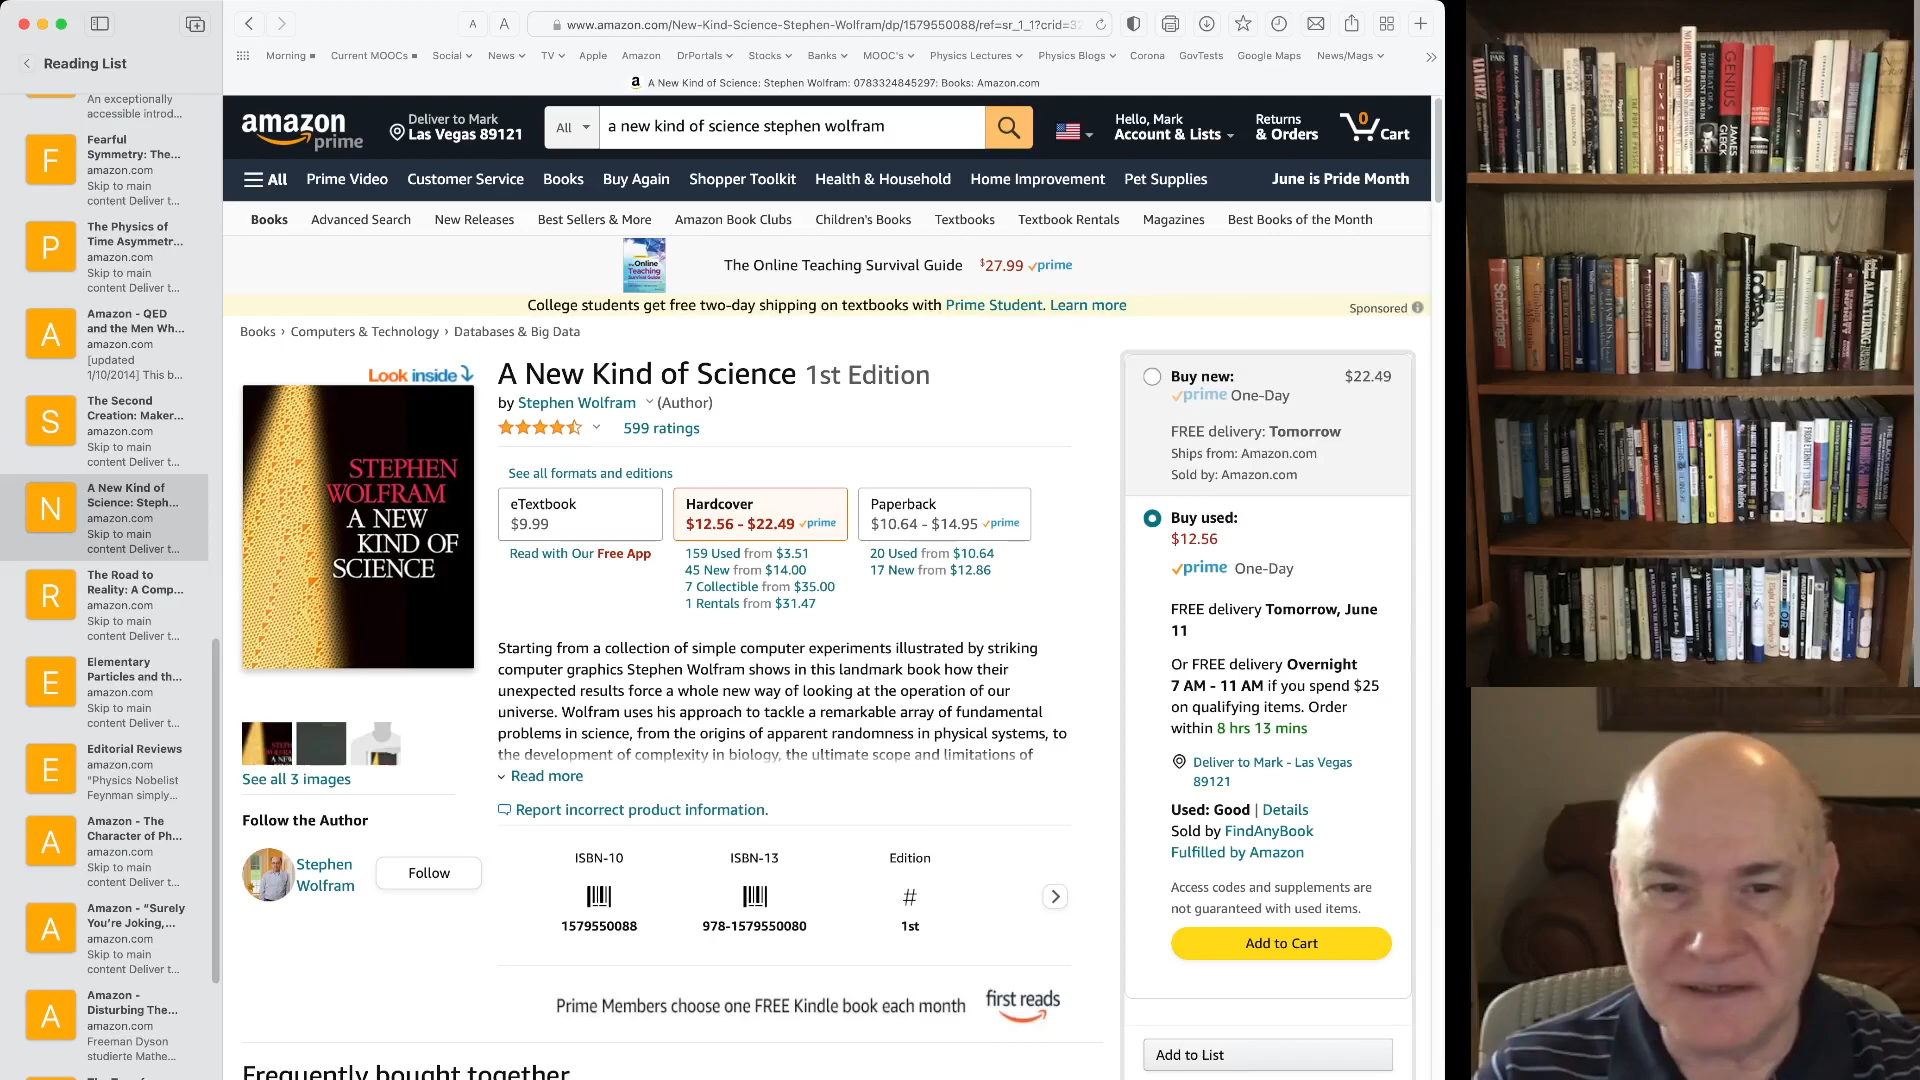 Reading List
An exceptionally
accessible introd...
F
Fearful
Symmetry: The...
amazon.com
Skip to main
content Deliver t...
P
The Physics of
Time Asymmetr...
amazon.com
Skip to main
content Deliver t...
A
Amazon - QED
and the Men Wh...
amazon.com
[updated
1/10/2014] This b...
S
The Second
Creation: Maker...
amazon.com
Skip to main
content Deliver t...
N
A New Kind of
Science: Steph...
amazon.com
Skip to main
content Deliver t...
R
The Road to
Reality: A Comp...
amazon.com
Skip to main
content Deliver t...
E
Elementary
Particles and th...
amazon.com
Skip to main
content Deliver t...
E
Editorial Reviews
amazon.com
"Physics Nobelist
Feynman simply...
A
Amazon - The
Character of Ph...
amazon.com
Skip to main
content Deliver t...
A
Amazon - “Surely
You’re Joking,...
amazon.com
Skip to main
content Deliver t...
A
Amazon -
Disturbing The...
amazon.com
Freeman Dyson
studierte Mathe...
A A www.amazon.com/New-Kind-Science-Stephen-Wolfram/dp/1579550088/ref=sr_1_1?crid=32
Morning Current MOOCs Social News TV Apple Amazon DrPortals Stocks Banks MOOC's Physics Lectures Physics Blogs Corona GovTests Google Maps News/Mags
A New Kind of Science: Stephen Wolfram: 0783324845297: Books: Amazon.com
amazon prime
Deliver to Mark
Las Vegas 89121
All a new kind of science stephen wolfram
Hello, Mark
Account & Lists
Returns
& Orders
0
Cart
All Prime Video Customer Service Books Buy Again Shopper Toolkit Health & Household Home Improvement Pet Supplies June is Pride Month
Books Advanced Search New Releases Best Sellers & More Amazon Book Clubs Children's Books Textbooks Textbook Rentals Magazines Best Books of the Month
Online Teaching Survival Guide
The Online Teaching Survival Guide $27.99 prime
College students get free two-day shipping on textbooks with Prime Student. Learn more
Sponsored
Books › Computers & Technology › Databases & Big Data
Look inside
STEPHEN
WOLFRAM
A NEW
KIND OF
SCIENCE
See all 3 images
Follow the Author
Stephen
Wolfram
Follow
A New Kind of Science 1st Edition
by Stephen Wolfram (Author)
599 ratings
See all formats and editions
eTextbook
$9.99
Read with Our Free App
Hardcover
$12.56 - $22.49 prime
159 Used from $3.51
45 New from $14.00
7 Collectible from $35.00
1 Rentals from $31.47
Paperback
$10.64 - $14.95 prime
20 Used from $10.64
17 New from $12.86
Starting from a collection of simple computer experiments illustrated by striking
computer graphics Stephen Wolfram shows in this landmark book how their
unexpected results force a whole new way of looking at the operation of our
universe. Wolfram uses his approach to tackle a remarkable array of fundamental
problems in science, from the origins of apparent randomness in physical systems, to
the development of complexity in biology, the ultimate scope and limitations of
Read more
Report incorrect product information.
ISBN-10
1579550088
ISBN-13
978-1579550080
Edition
#
1st
Prime Members choose one FREE Kindle book each month first reads
Frequently bought together
Buy new: $22.49
prime One-Day
FREE delivery: Tomorrow
Ships from: Amazon.com
Sold by: Amazon.com
Buy used:
$12.56
prime One-Day
FREE delivery Tomorrow, June
11
Or FREE delivery Overnight
7 AM - 11 AM if you spend $25
on qualifying items. Order
within 8 hrs 13 mins
Deliver to Mark - Las Vegas
89121
Used: Good | Details
Sold by FindAnyBook
Fulfilled by Amazon
Access codes and supplements are
not guaranteed with used items.
Add to Cart
Add to List
GENIUS
JAMES
GLEICK
TUVA OR BUST!
Schrödinger
PEOPLE
ALAN TURING